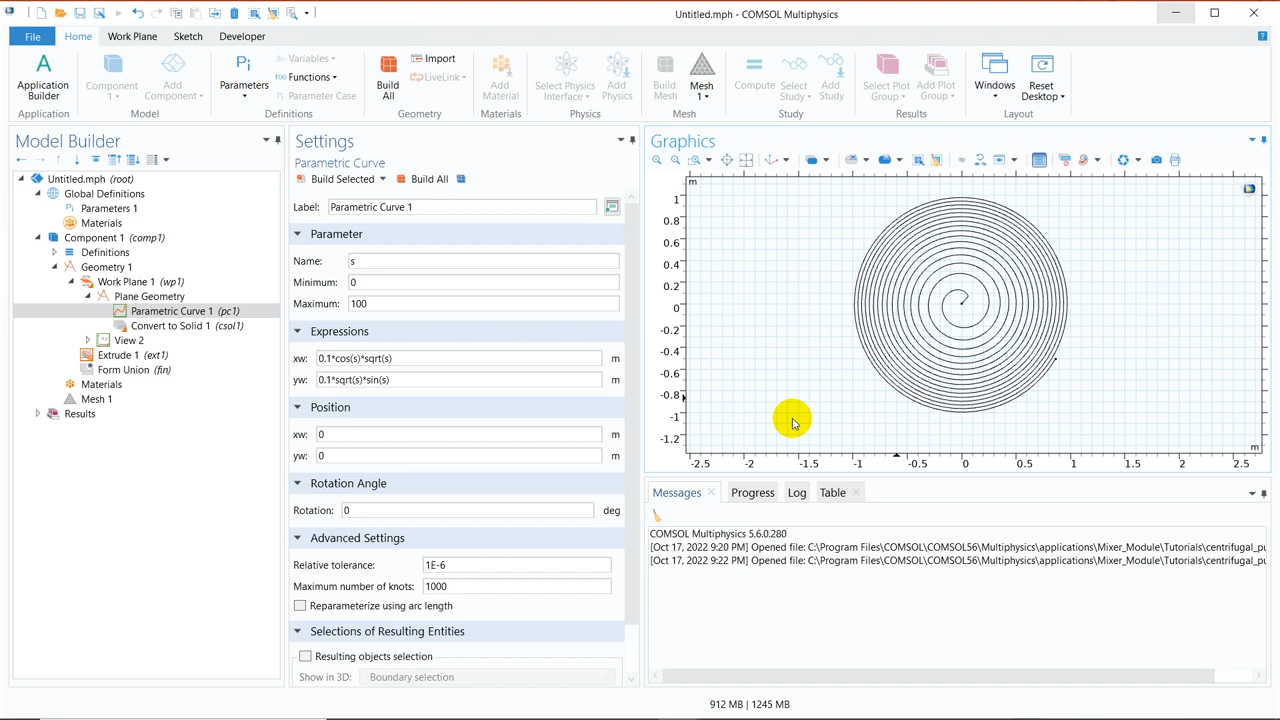 Untitled.mph - COMSOL Multiphysics
File
Home
Work Plane
Sketch
Developer
Application Builder
Component 1
Add Component
Parameters
Variables
Functions
Parameter Case
Build All
Import
LiveLink
Add Material
Select Physics Interface
Add Physics
Build Mesh
Mesh 1
Compute
Select Study
Add Study
Select Plot Group
Add Plot Group
Windows
Reset Desktop
Application
Model
Definitions
Geometry
Materials
Physics
Mesh
Study
Results
Layout
Model Builder
Untitled.mph (root)
Global Definitions
Parameters 1
Materials
Component 1 (comp1)
Definitions
Geometry 1
Work Plane 1 (wp1)
Plane Geometry
Parametric Curve 1 (pc1)
Convert to Solid 1 (csol1)
View 2
Extrude 1 (ext1)
Form Union (fin)
Materials
Mesh 1
Results
Settings
Parametric Curve
Build Selected
Build All
Label: Parametric Curve 1
Parameter
Name: s
Minimum: 0
Maximum: 100
Expressions
xw: 0.1*cos(s)*sqrt(s) m
yw: 0.1*sqrt(s)*sin(s) m
Position
xw: 0 m
yw: 0 m
Rotation Angle
Rotation: 0 deg
Advanced Settings
Relative tolerance: 1E-6
Maximum number of knots: 1000
Reparameterize using arc length
Selections of Resulting Entities
Resulting objects selection
Show in 3D: Boundary selection
Graphics
m
1
0.8
0.6
0.4
0.2
0
-0.2
-0.4
-0.6
-0.8
-1
-1.2
m
-2.5 -2 -1.5 -1 -0.5 0 0.5 1 1.5 2 2.5
Messages
Progress
Log
Table
COMSOL Multiphysics 5.6.0.280
[Oct 17, 2022 9:20 PM] Opened file: C:\Program Files\COMSOL\COMSOL56\Multiphysics\applications\Mixer_Module\Tutorials\centrifugal_pu
[Oct 17, 2022 9:22 PM] Opened file: C:\Program Files\COMSOL\COMSOL56\Multiphysics\applications\Mixer_Module\Tutorials\centrifugal_pu
912 MB | 1245 MB